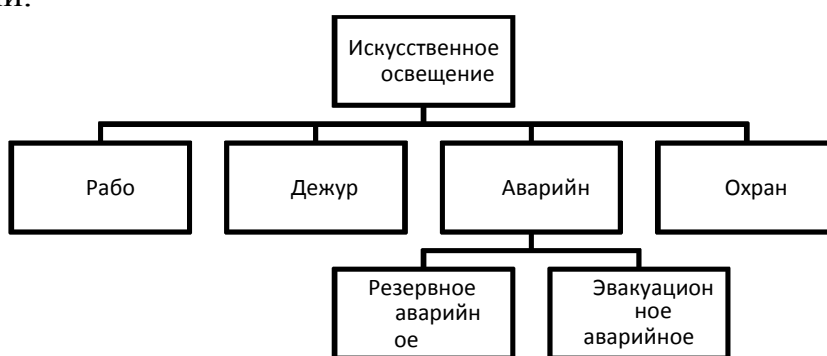 Искусственное
освещение
Рабо
Дежур
Аварийн
Охран
Резервное
аварийн
ое
Эвакуацион
ное
аварийное